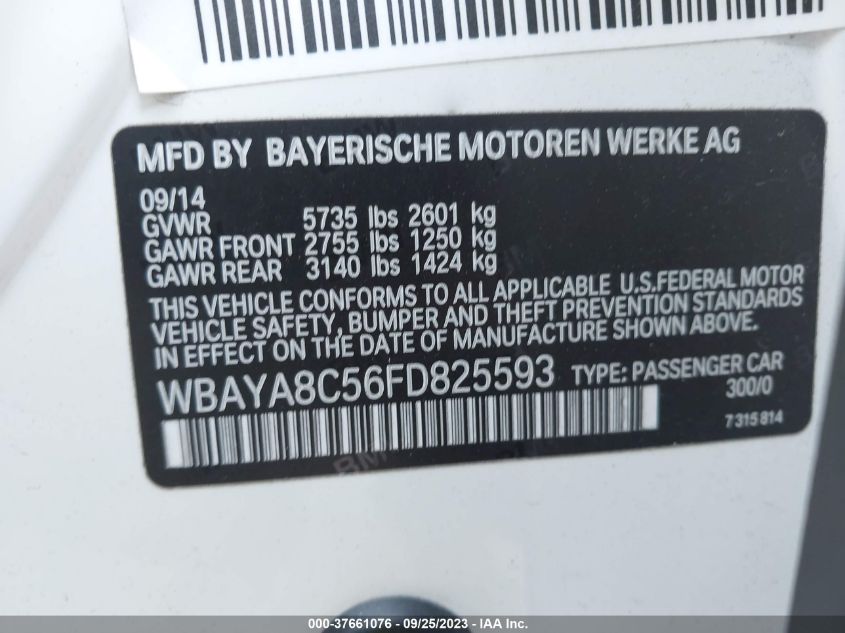 MFD BY BAYERISCHE MOTOREN WERKE AG
09/14
GVWR 5735 lbs 2601 kg
GAWR FRONT 2755 lbs 1250 kg
GAWR REAR 3140 lbs 1424 kg
THIS VEHICLE CONFORMS TO ALL APPLICABLE U.S.FEDERAL MOTOR
VEHICLE SAFETY, BUMPER AND THEFT PREVENTION STANDARDS
IN EFFECT ON THE DATE OF MANUFACTURE SHOWN ABOVE.
WBAYA8C56FD825593 TYPE: PASSENGER CAR
300/0
7 315 814
000-37661076 - 09/25/2023 - IAA Inc.